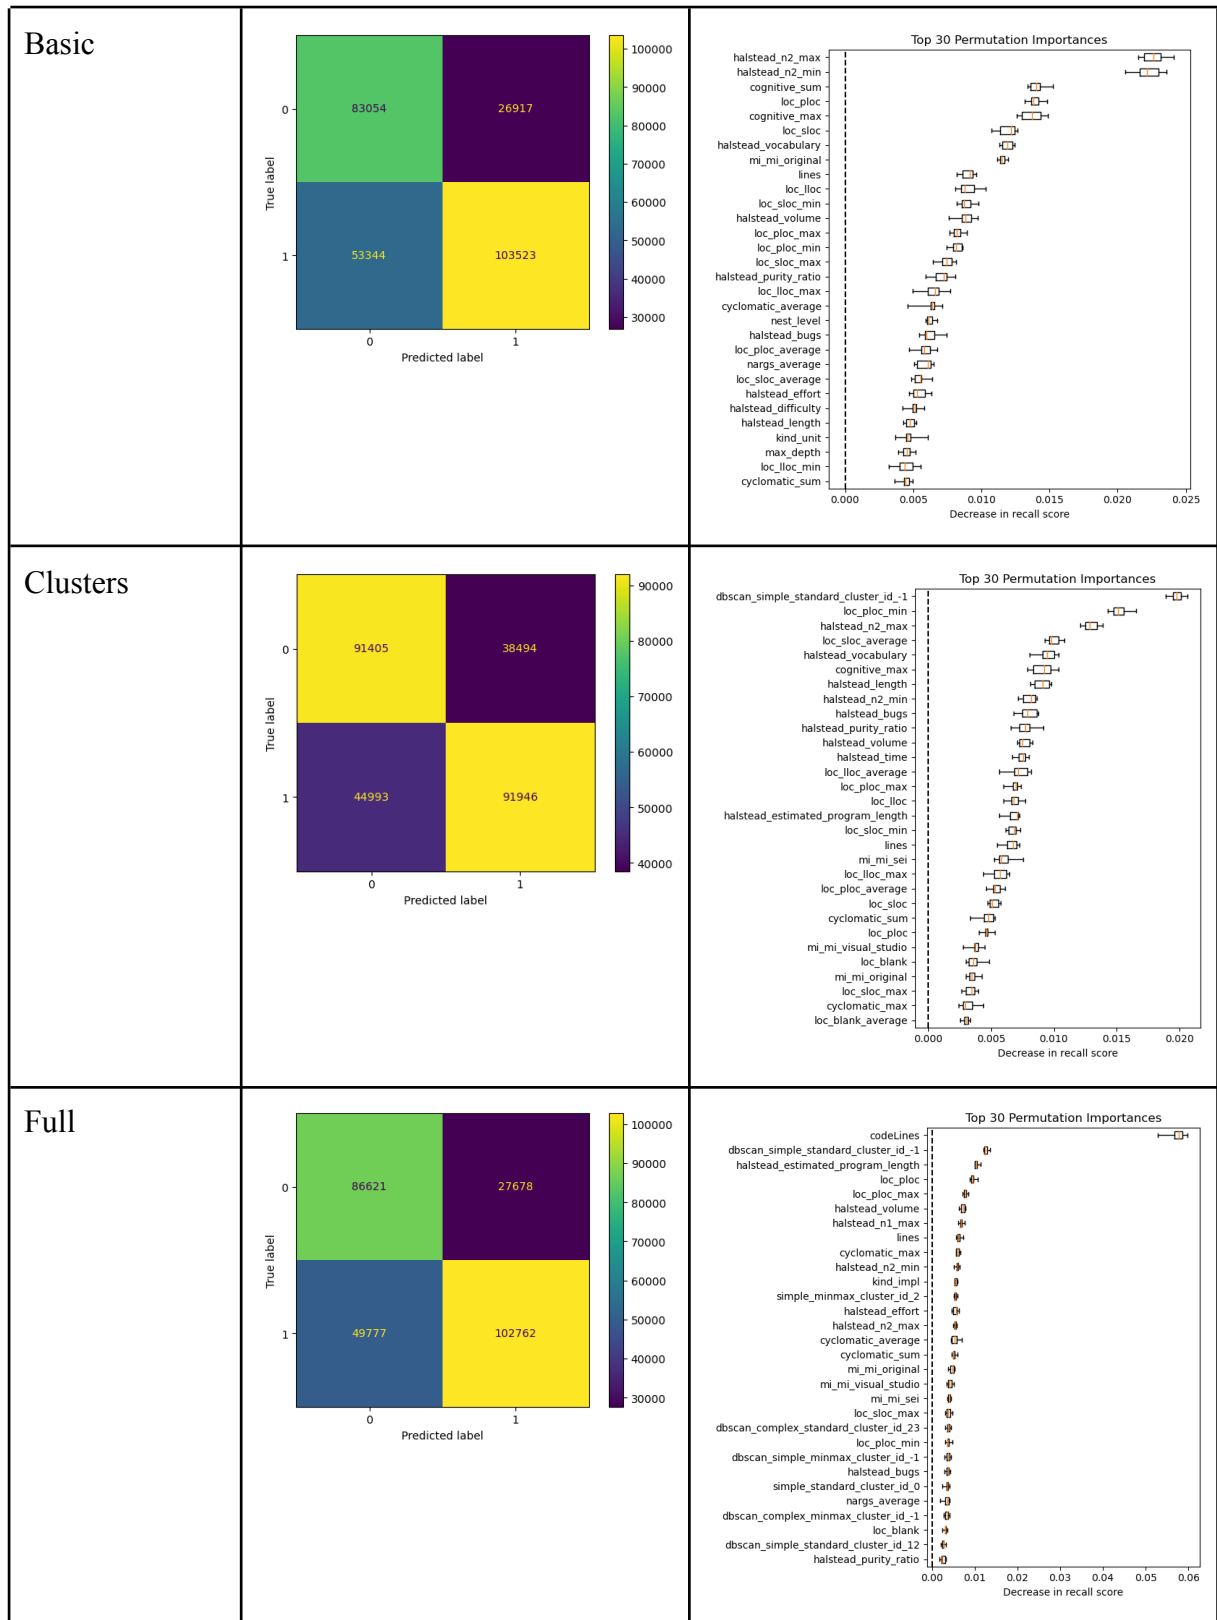 Basic
0
83054
26917
1
53344
103523
0
1
True label
Predicted label
100000
90000
80000
70000
60000
50000
40000
30000
Top 30 Permutation Importances
halstead_n2_max
halstead_n2_min
cognitive_sum
loc_ploc
cognitive_max
loc_sloc
halstead_vocabulary
mi_mi_original
lines
loc_lloc
loc_sloc_min
halstead_volume
loc_ploc_max
loc_ploc_min
loc_sloc_max
halstead_purity_ratio
loc_lloc_max
cyclomatic_average
nest_level
halstead_bugs
loc_ploc_average
nargs_average
loc_sloc_average
halstead_effort
halstead_difficulty
halstead_length
kind_unit
max_depth
loc_lloc_min
cyclomatic_sum
0.000 0.005 0.010 0.015 0.020 0.025
Decrease in recall score
Clusters
0
91405
38494
1
44993
91946
0
1
True label
Predicted label
90000
80000
70000
60000
50000
40000
Top 30 Permutation Importances
dbscan_simple_standard_cluster_id_-1
loc_ploc_min
halstead_n2_max
loc_sloc_average
halstead_vocabulary
cognitive_max
halstead_length
halstead_n2_min
halstead_bugs
halstead_purity_ratio
halstead_volume
halstead_time
loc_lloc_average
loc_ploc_max
loc_lloc
halstead_estimated_program_length
loc_sloc_min
lines
mi_mi_sei
loc_lloc_max
loc_ploc_average
loc_sloc
cyclomatic_sum
loc_ploc
mi_mi_visual_studio
loc_blank
mi_mi_original
loc_sloc_max
cyclomatic_max
loc_blank_average
0.000 0.005 0.010 0.015 0.020
Decrease in recall score
Full
0
86621
27678
1
49777
102762
0
1
True label
Predicted label
100000
90000
80000
70000
60000
50000
40000
30000
Top 30 Permutation Importances
codeLines
dbscan_simple_standard_cluster_id_-1
halstead_estimated_program_length
loc_ploc
loc_ploc_max
halstead_volume
halstead_n1_max
lines
cyclomatic_max
halstead_n2_min
kind_impl
simple_minmax_cluster_id_2
halstead_effort
halstead_n2_max
cyclomatic_average
cyclomatic_sum
mi_mi_original
mi_mi_visual_studio
mi_mi_sei
loc_sloc_max
dbscan_complex_standard_cluster_id_23
loc_ploc_min
dbscan_simple_minmax_cluster_id_-1
halstead_bugs
simple_standard_cluster_id_0
nargs_average
dbscan_complex_minmax_cluster_id_-1
loc_blank
dbscan_simple_standard_cluster_id_12
halstead_purity_ratio
0.00 0.01 0.02 0.03 0.04 0.05 0.06
Decrease in recall score